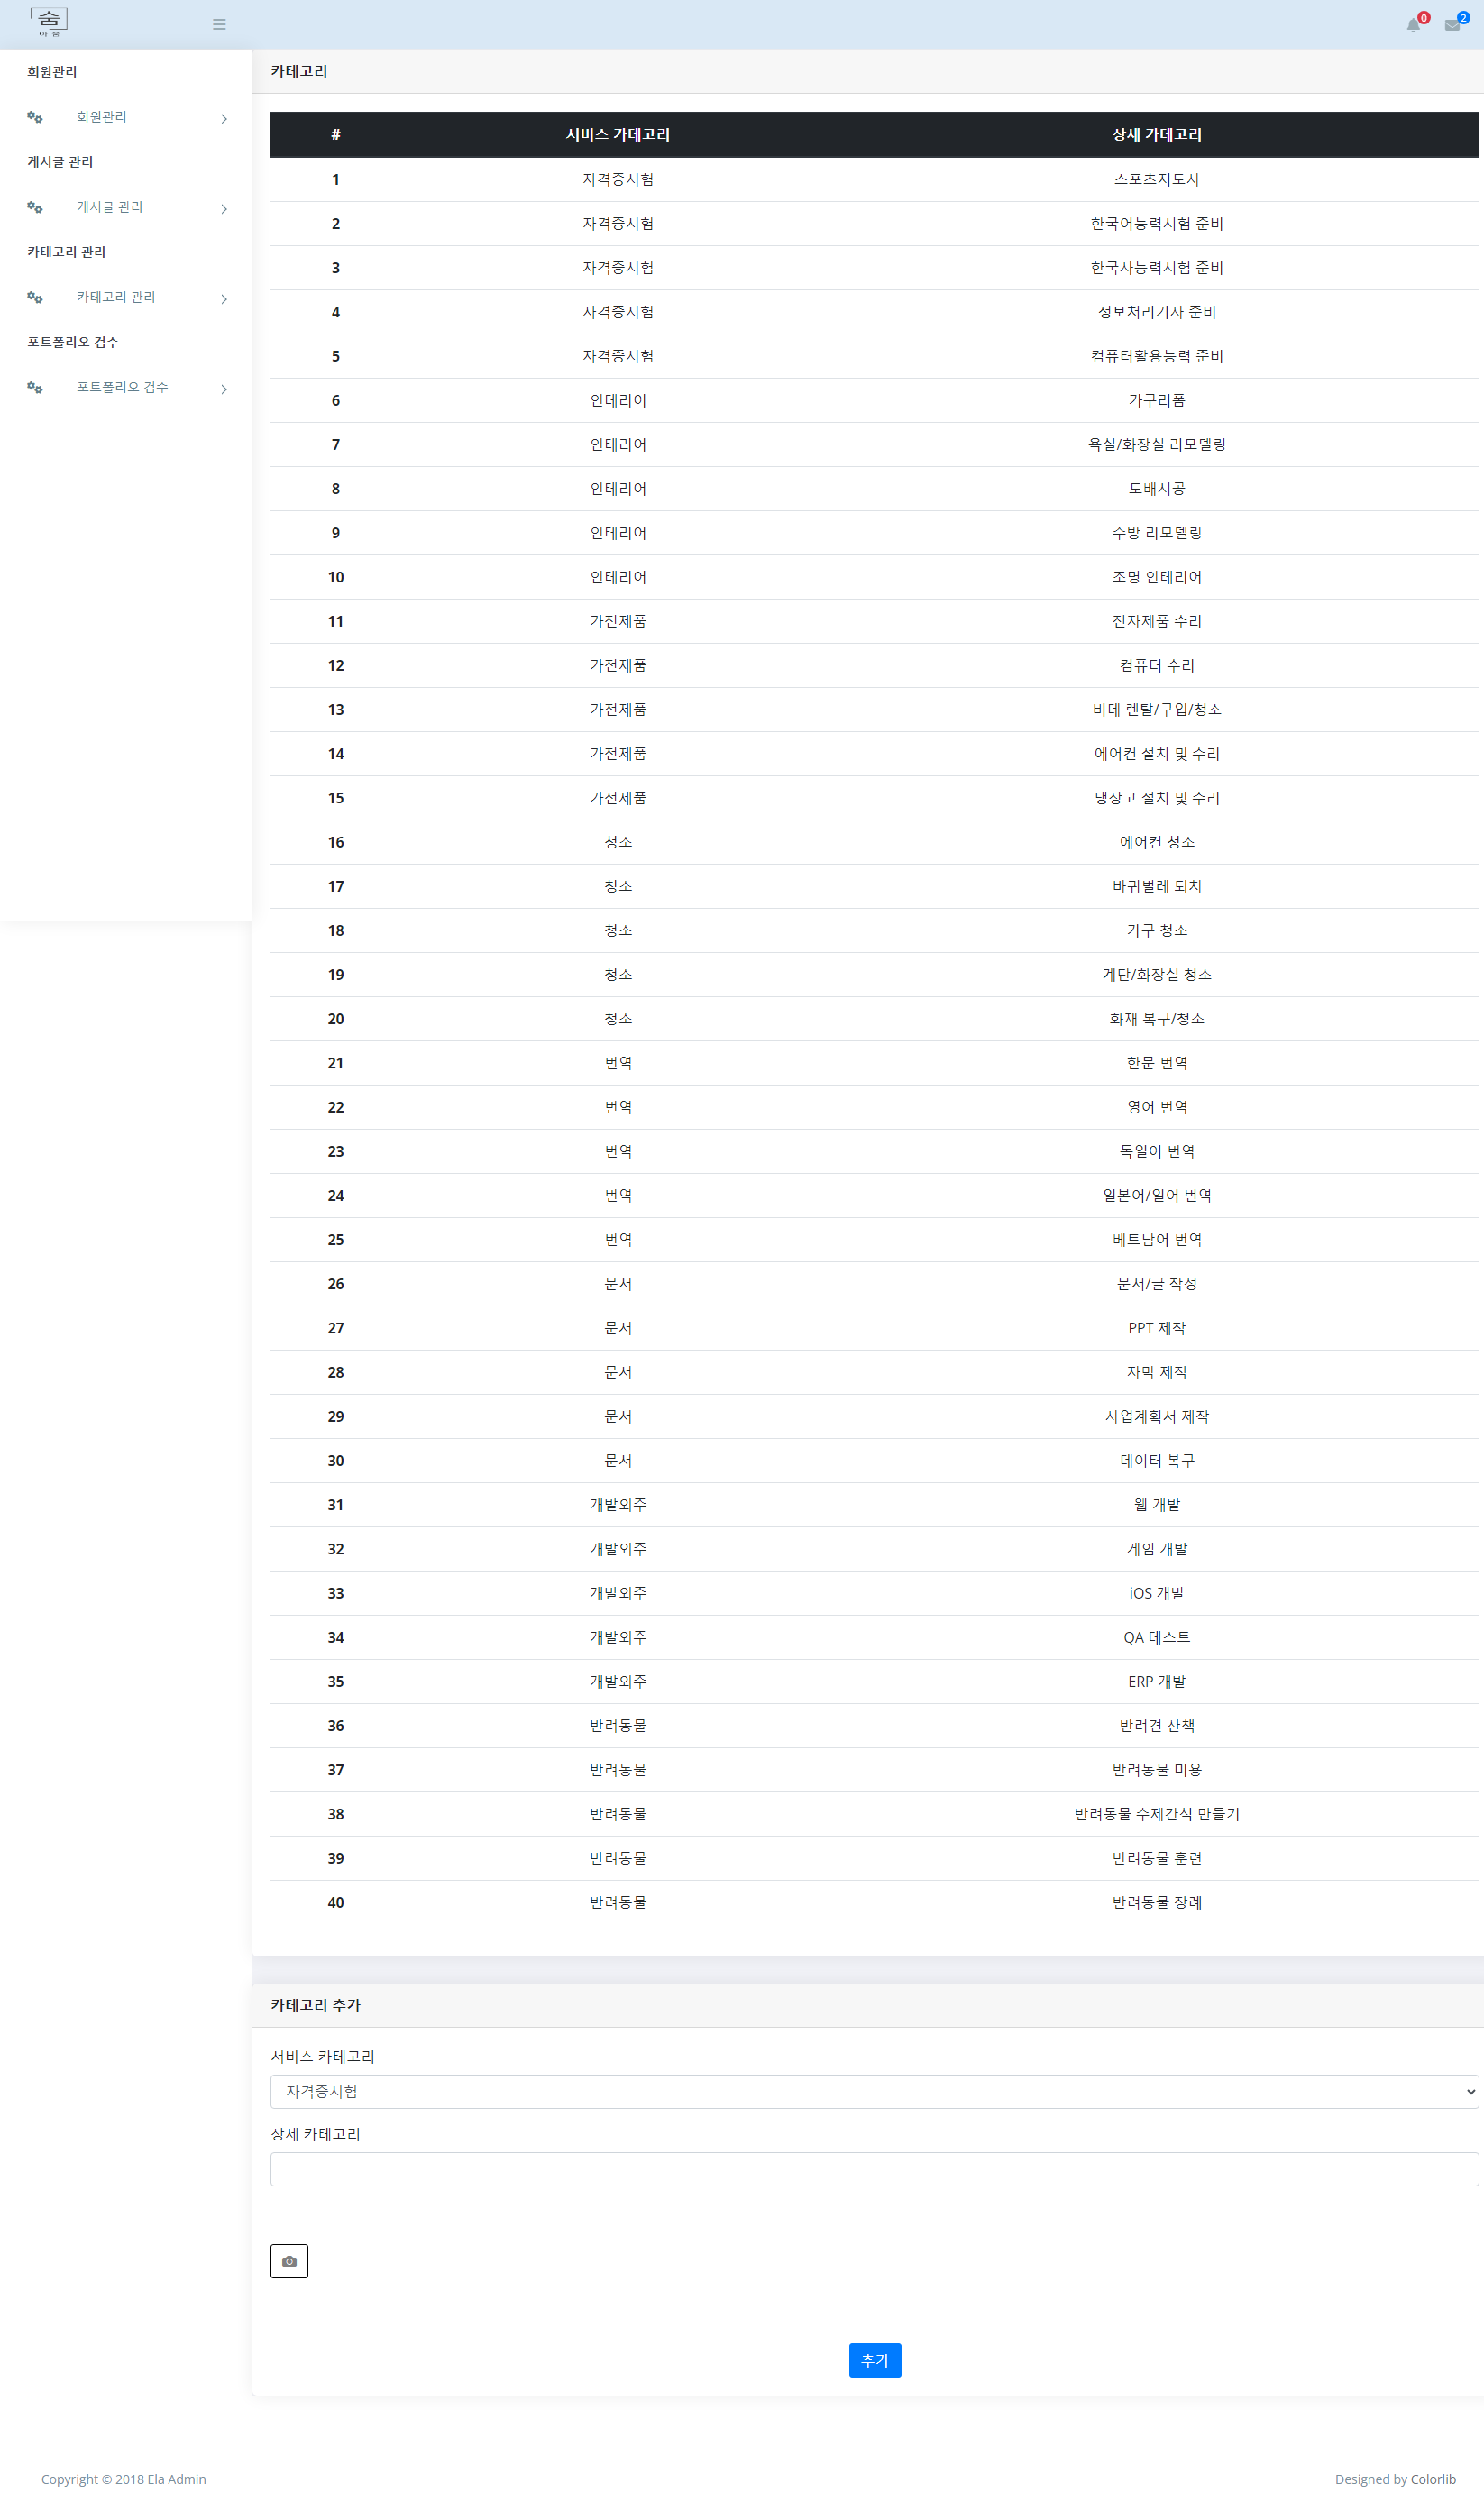 숨
아 숨
0
2
회원관리
회원관리
게시글 관리
게시글 관리
카테고리 관리
카테고리 관리
포트폴리오 검수
포트폴리오 검수
카테고리
# 서비스 카테고리 상세 카테고리
1 자격증시험 스포츠지도사
2 자격증시험 한국어능력시험 준비
3 자격증시험 한국사능력시험 준비
4 자격증시험 정보처리기사 준비
5 자격증시험 컴퓨터활용능력 준비
6 인테리어 가구리폼
7 인테리어 욕실/화장실 리모델링
8 인테리어 도배시공
9 인테리어 주방 리모델링
10 인테리어 조명 인테리어
11 가전제품 전자제품 수리
12 가전제품 컴퓨터 수리
13 가전제품 비데 렌탈/구입/청소
14 가전제품 에어컨 설치 및 수리
15 가전제품 냉장고 설치 및 수리
16 청소 에어컨 청소
17 청소 바퀴벌레 퇴치
18 청소 가구 청소
19 청소 계단/화장실 청소
20 청소 화재 복구/청소
21 번역 한문 번역
22 번역 영어 번역
23 번역 독일어 번역
24 번역 일본어/일어 번역
25 번역 베트남어 번역
26 문서 문서/글 작성
27 문서 PPT 제작
28 문서 자막 제작
29 문서 사업계획서 제작
30 문서 데이터 복구
31 개발외주 웹 개발
32 개발외주 게임 개발
33 개발외주 iOS 개발
34 개발외주 QA 테스트
35 개발외주 ERP 개발
36 반려동물 반려견 산책
37 반려동물 반려동물 미용
38 반려동물 반려동물 수제간식 만들기
39 반려동물 반려동물 훈련
40 반려동물 반려동물 장례
카테고리 추가
서비스 카테고리
자격증시험
상세 카테고리
추가
Copyright © 2018 Ela Admin
Designed by Colorlib